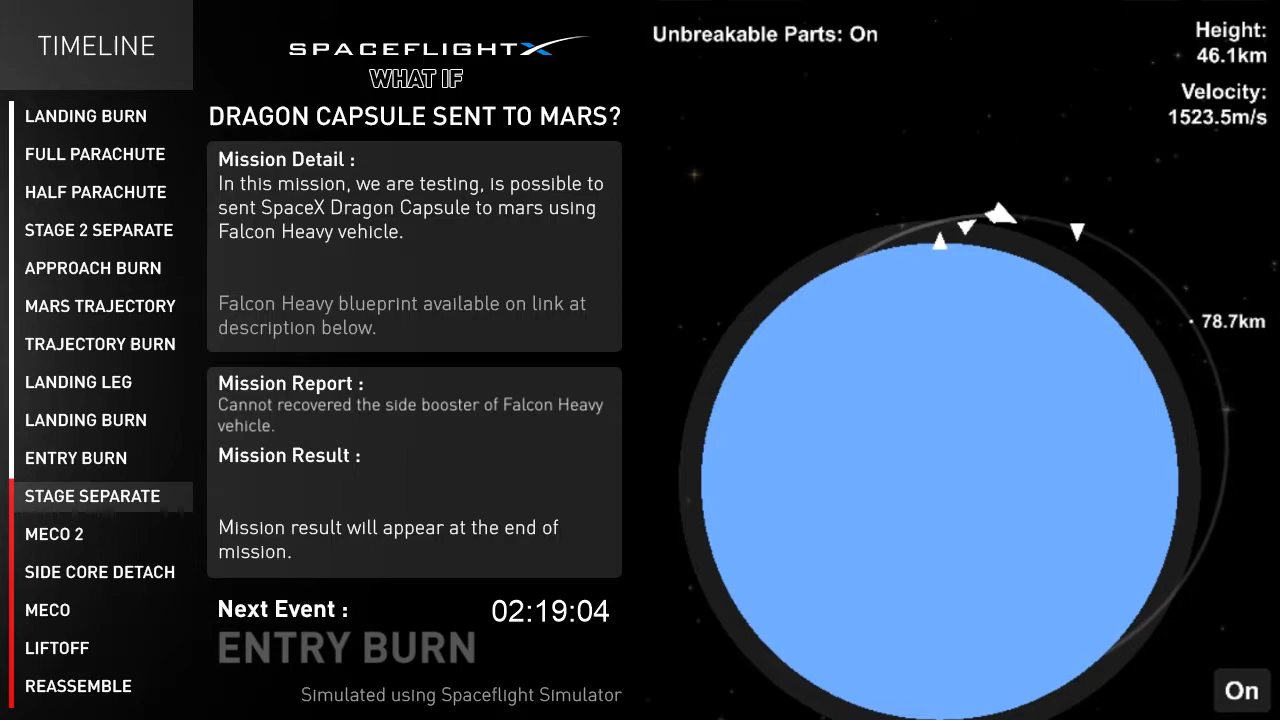 TIMELINE
LANDING BURN
FULL PARACHUTE
HALF PARACHUTE
STAGE 2 SEPARATE
APPROACH BURN
MARS TRAJECTORY
TRAJECTORY BURN
LANDING LEG
LANDING BURN
ENTRY BURN
STAGE SEPARATE
MECO 2
SIDE CORE DETACH
MECO
LIFTOFF
REASSEMBLE
SPACEFLIGHTX
WHAT IF
DRAGON CAPSULE SENT TO MARS?
Mission Detail :
In this mission, we are testing, is possible to
sent SpaceX Dragon Capsule to mars using
Falcon Heavy vehicle.
Falcon Heavy blueprint available on link at
description below.
Mission Report :
Cannot recovered the side booster of Falcon Heavy
vehicle.
Mission Result :
Mission result will appear at the end of
mission.
Next Event : 02:19:04
ENTRY BURN
Simulated using Spaceflight Simulator
Unbreakable Parts: On
Height:
46.1km
Velocity:
1523.5m/s
78.7km
On